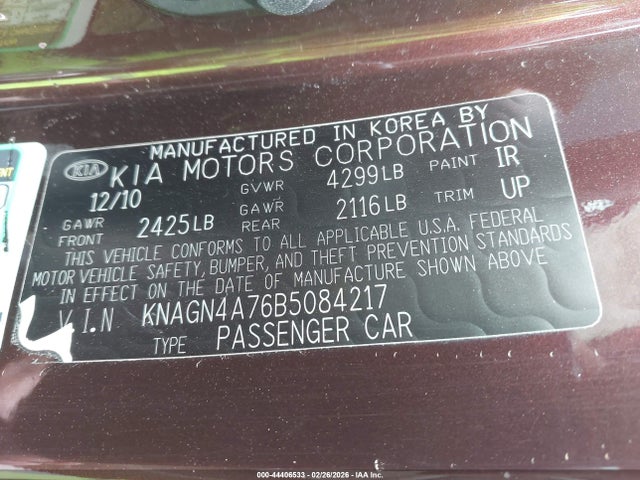 MANUFACTURED IN KOREA BY
KIA KIA MOTORS CORPORATION
12/10 GVWR 4299LB PAINT IR
GAWR FRONT 2425LB GAWR REAR 2116LB TRIM UP
THIS VEHICLE CONFORMS TO ALL APPLICABLE U.S.A. FEDERAL
MOTOR VEHICLE SAFETY, BUMPER, AND THEFT PREVENTION STANDARDS
IN EFFECT ON THE DATE OF MANUFACTURE SHOWN ABOVE
V.I.N KNAGN4A76B5084217
TYPE PASSENGER CAR
000-44406533 - 02/26/2026 - IAA Inc.